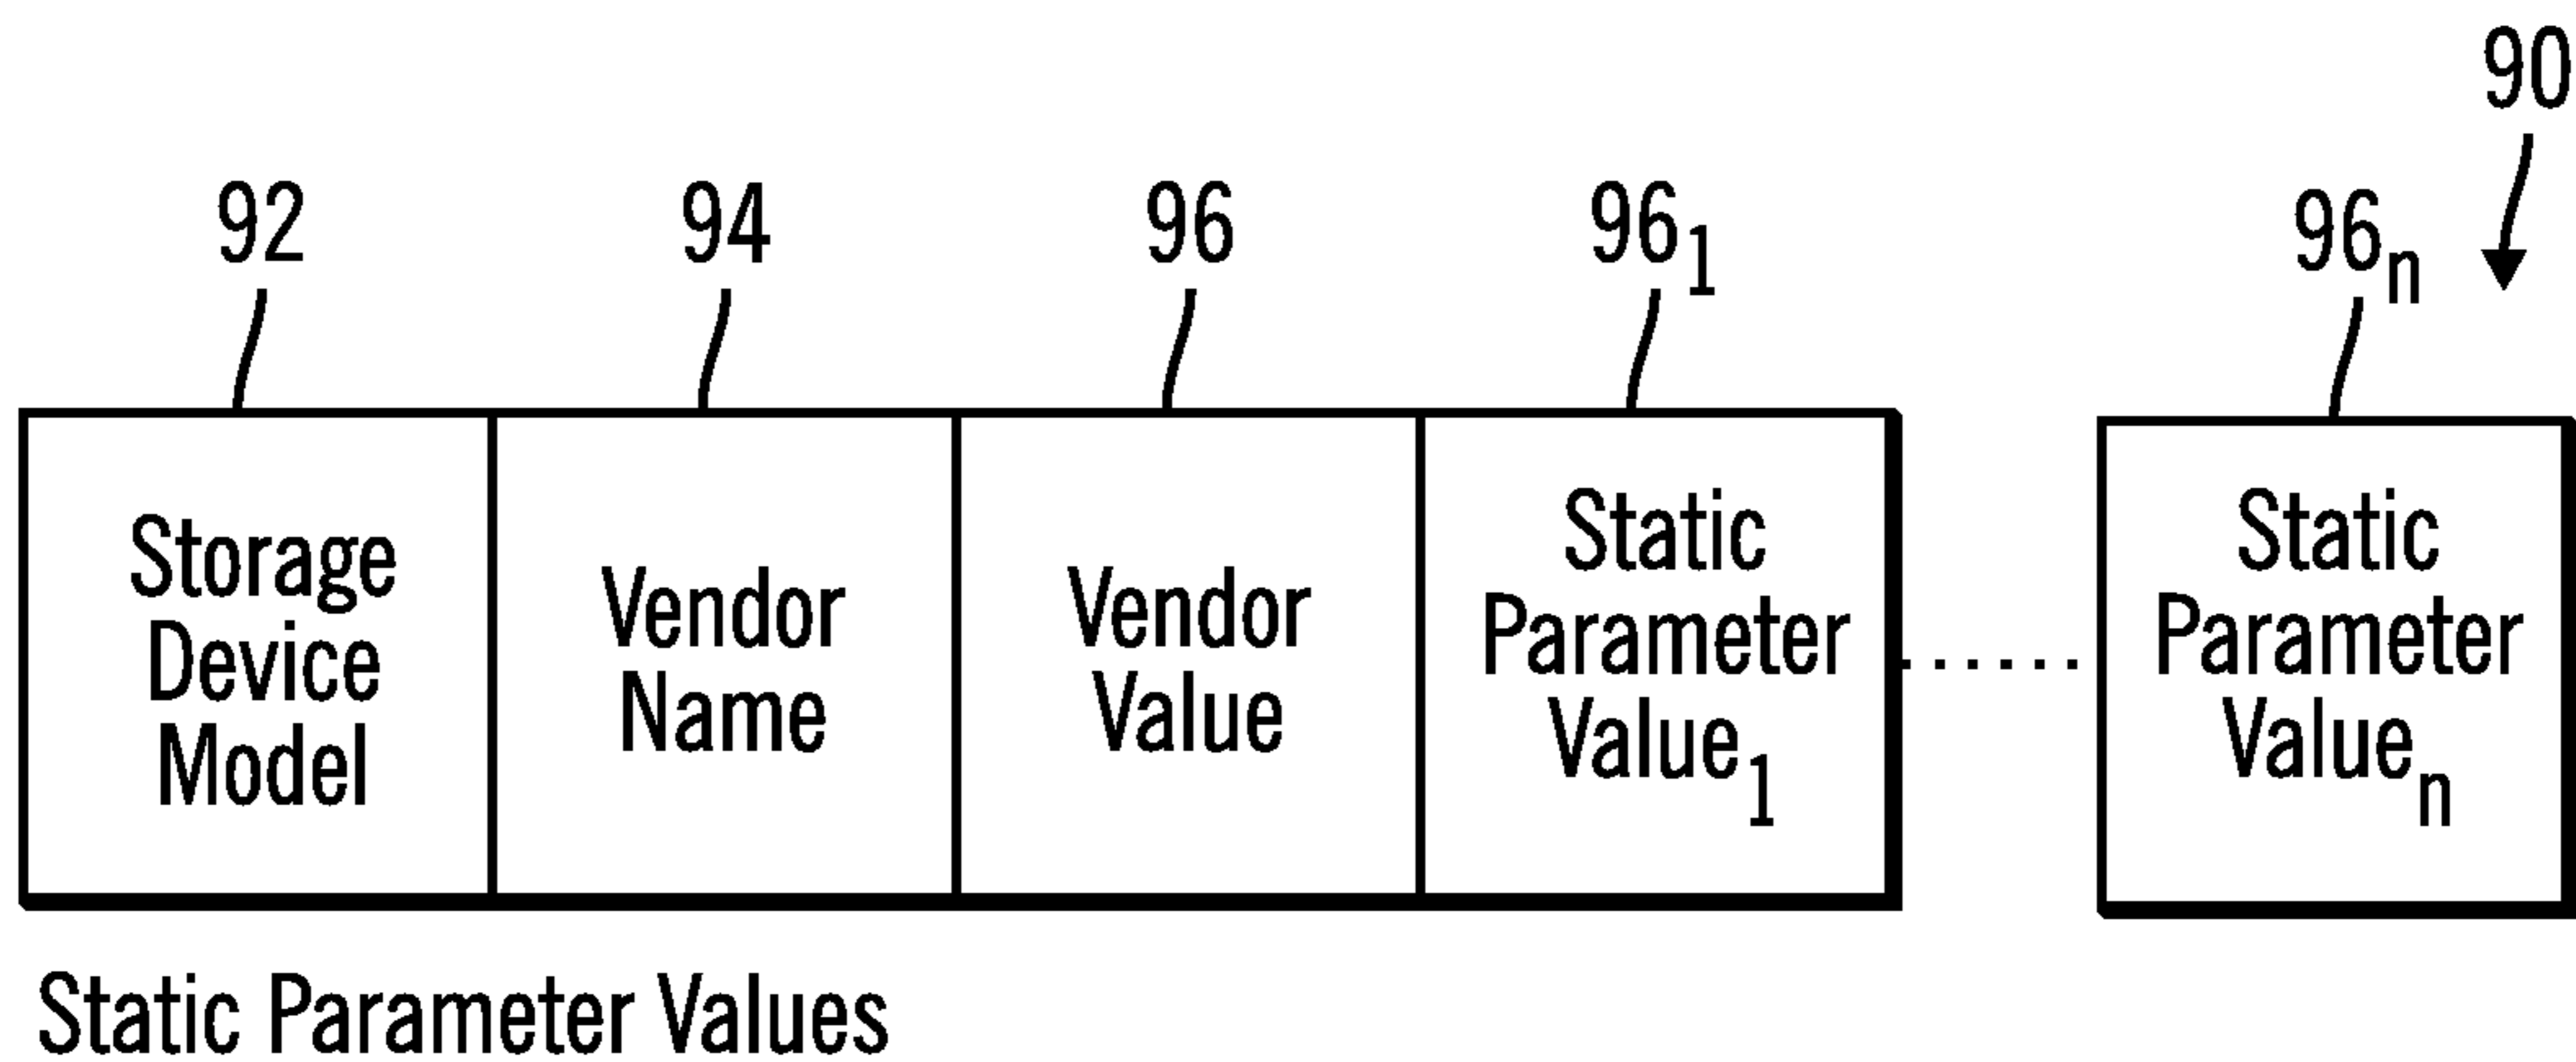 90
92 94 96 96₁ 96ₙ
Storage
Device
Model
Vendor
Name
Vendor
Value
Static
Parameter
Value₁
Static
Parameter
Valueₙ
Static Parameter Values